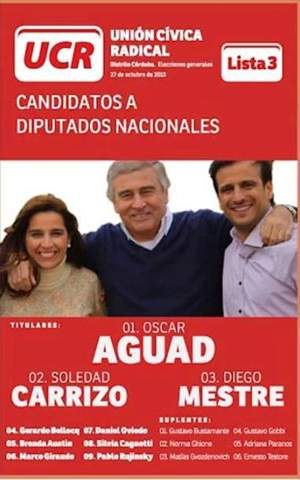 UCR
UNIÓN CÍVICA
RADICAL
Distrito Córdoba. Elecciones generales
27 de octubre de 2013
Lista 3
CANDIDATOS A
DIPUTADOS NACIONALES
TITULARES:
01. OSCAR
AGUAD
02. SOLEDAD
CARRIZO
03. DIEGO
MESTRE
04. Gerardo Bellocq
05. Brenda Austin
06. Marco Giraudo
07. Daniel Oviedo
08. Silvia Cagnotti
09. Pablo Rojinsky
SUPLENTES:
01. Gustavo Bustamante
02. Norma Ghione
03. Matías Gvozdenovich
04. Gustavo Gobbi
05. Adriana Paranos
06. Ernesto Testore